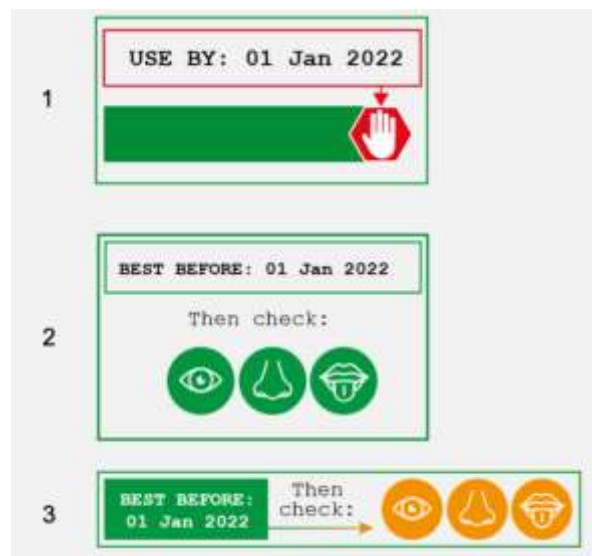 1
USE BY: 01 Jan 2022
2
BEST BEFORE: 01 Jan 2022
Then check:
3
BEST BEFORE:
01 Jan 2022
Then
check: